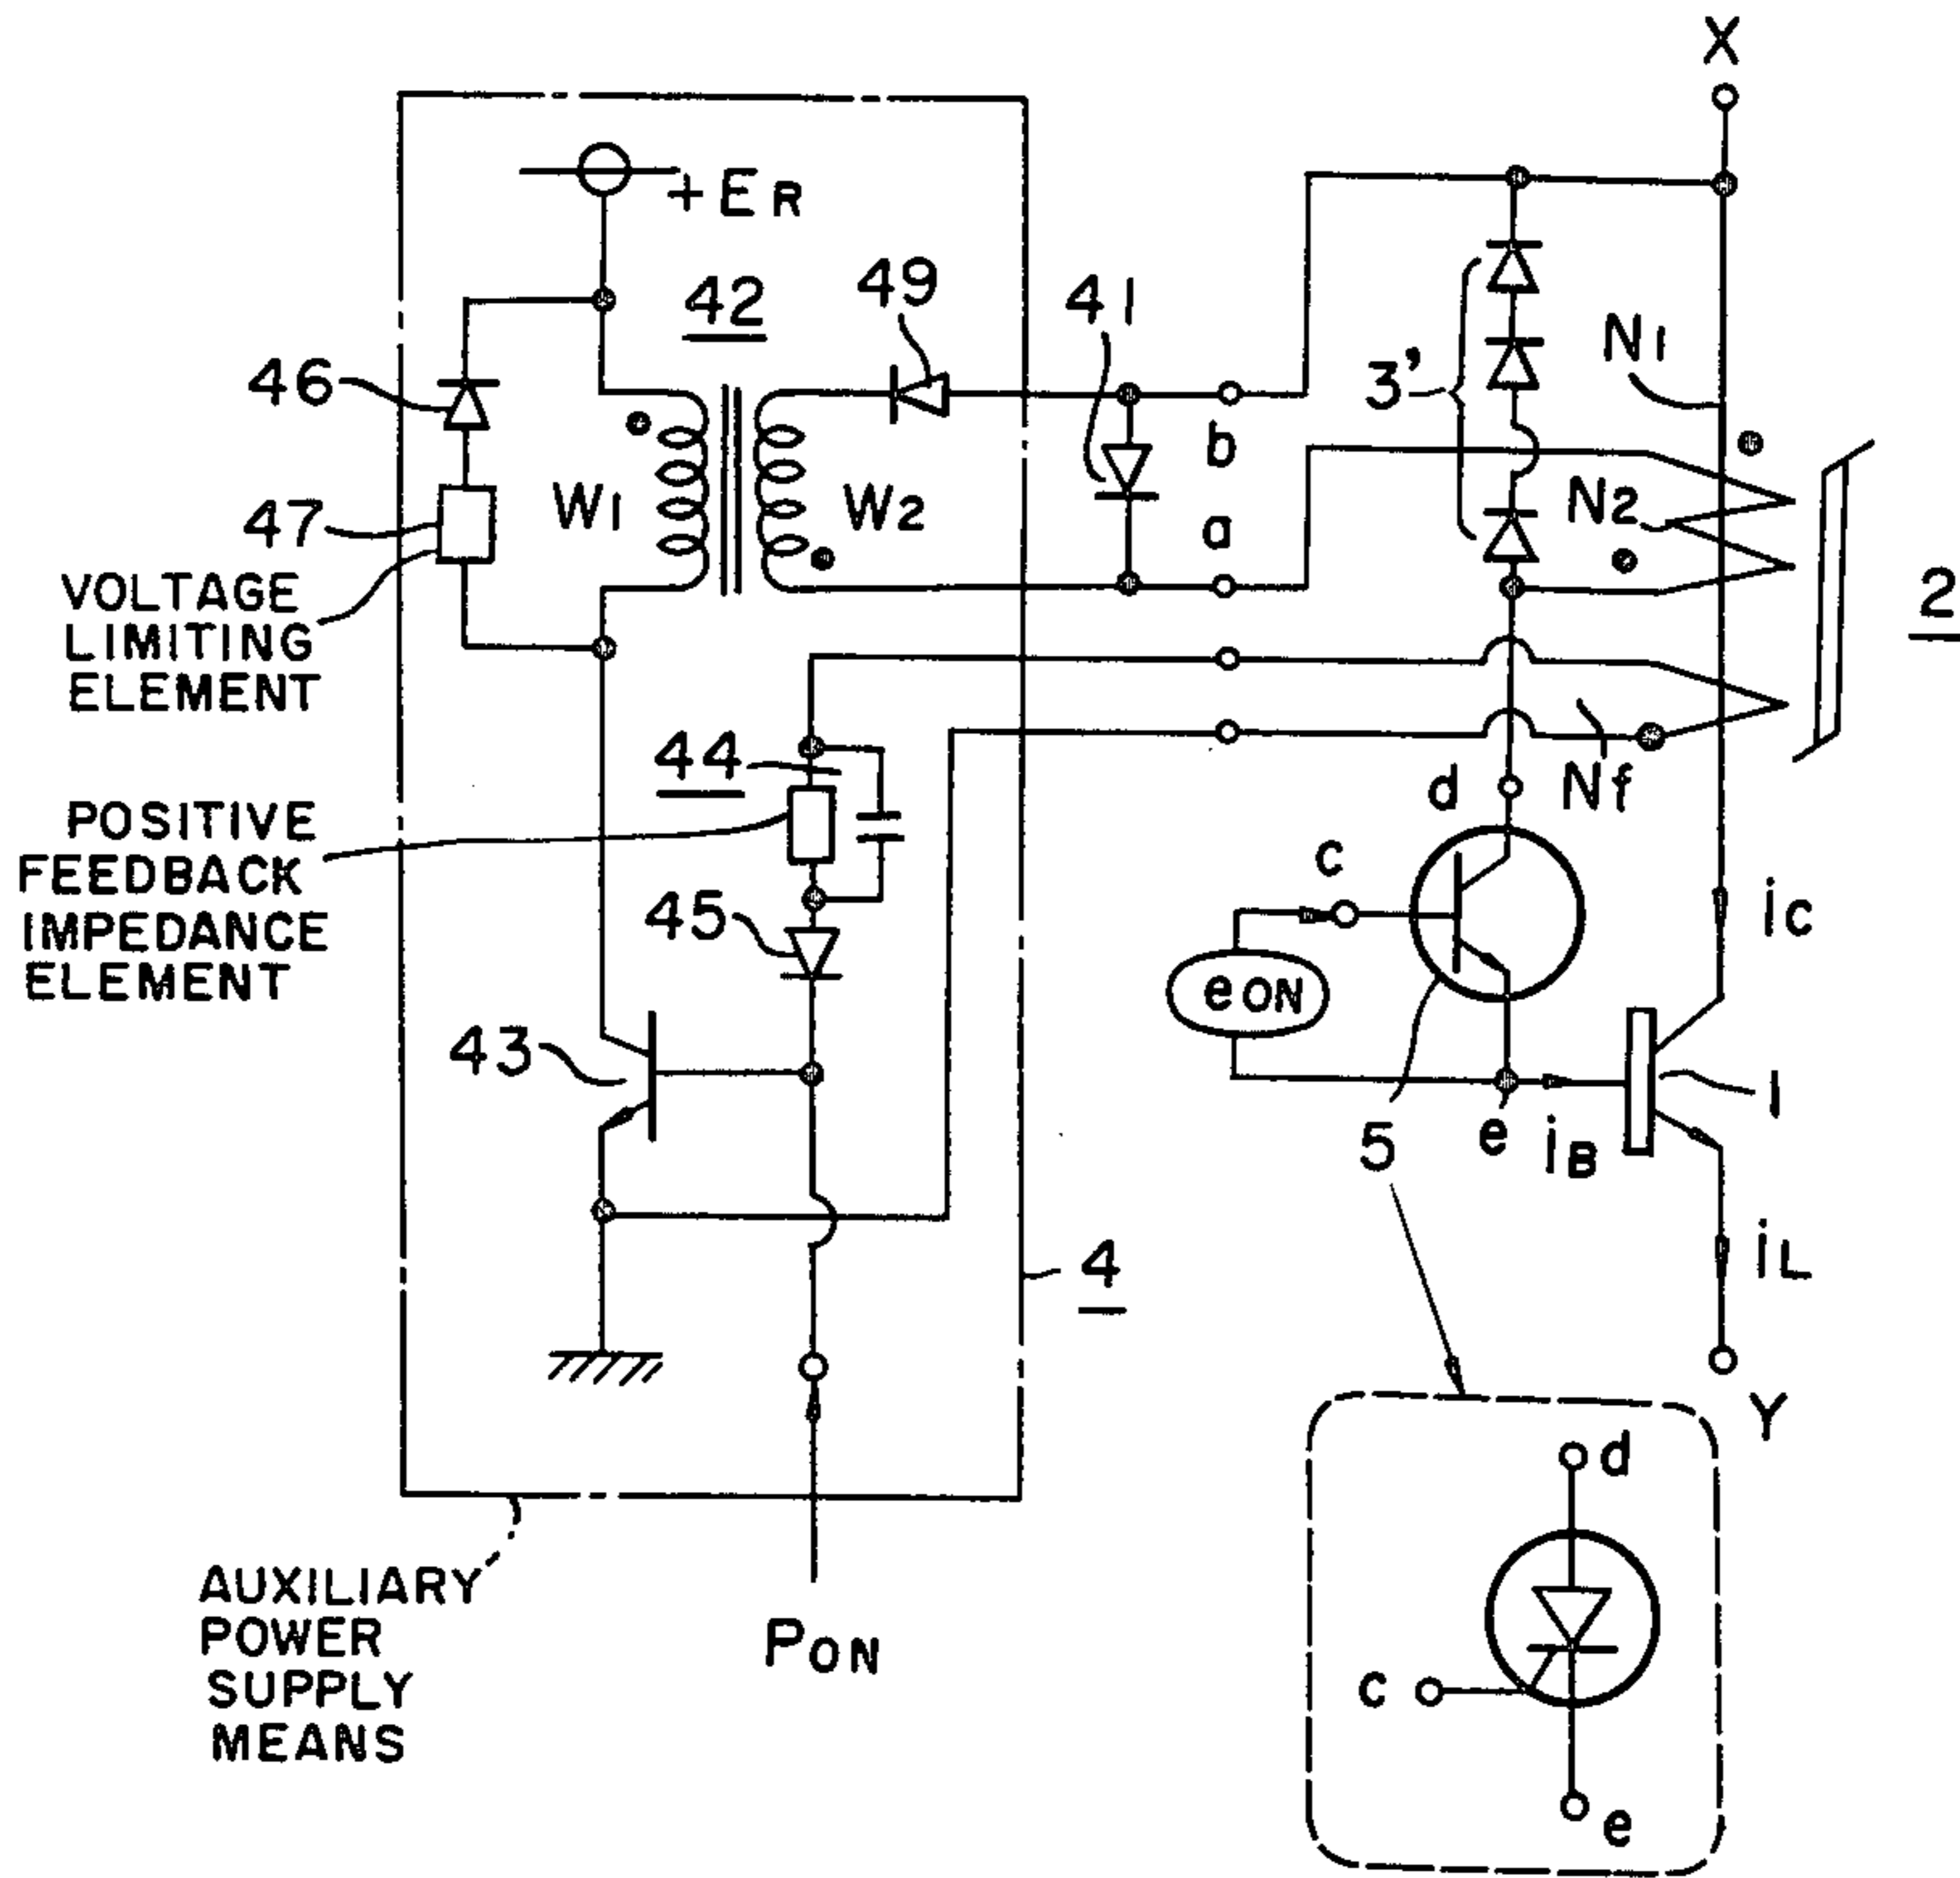 X
+ER
42
49
41
N1
46
3'
b
47
W1
W2
a
N2
2
VOLTAGE
LIMITING
ELEMENT
44
d
Nf
POSITIVE
FEEDBACK
IMPEDANCE
ELEMENT
c
iC
45
eON
43
1
5
e
iB
4
iL
Y
d
AUXILIARY
POWER
SUPPLY
MEANS
PON
c
e